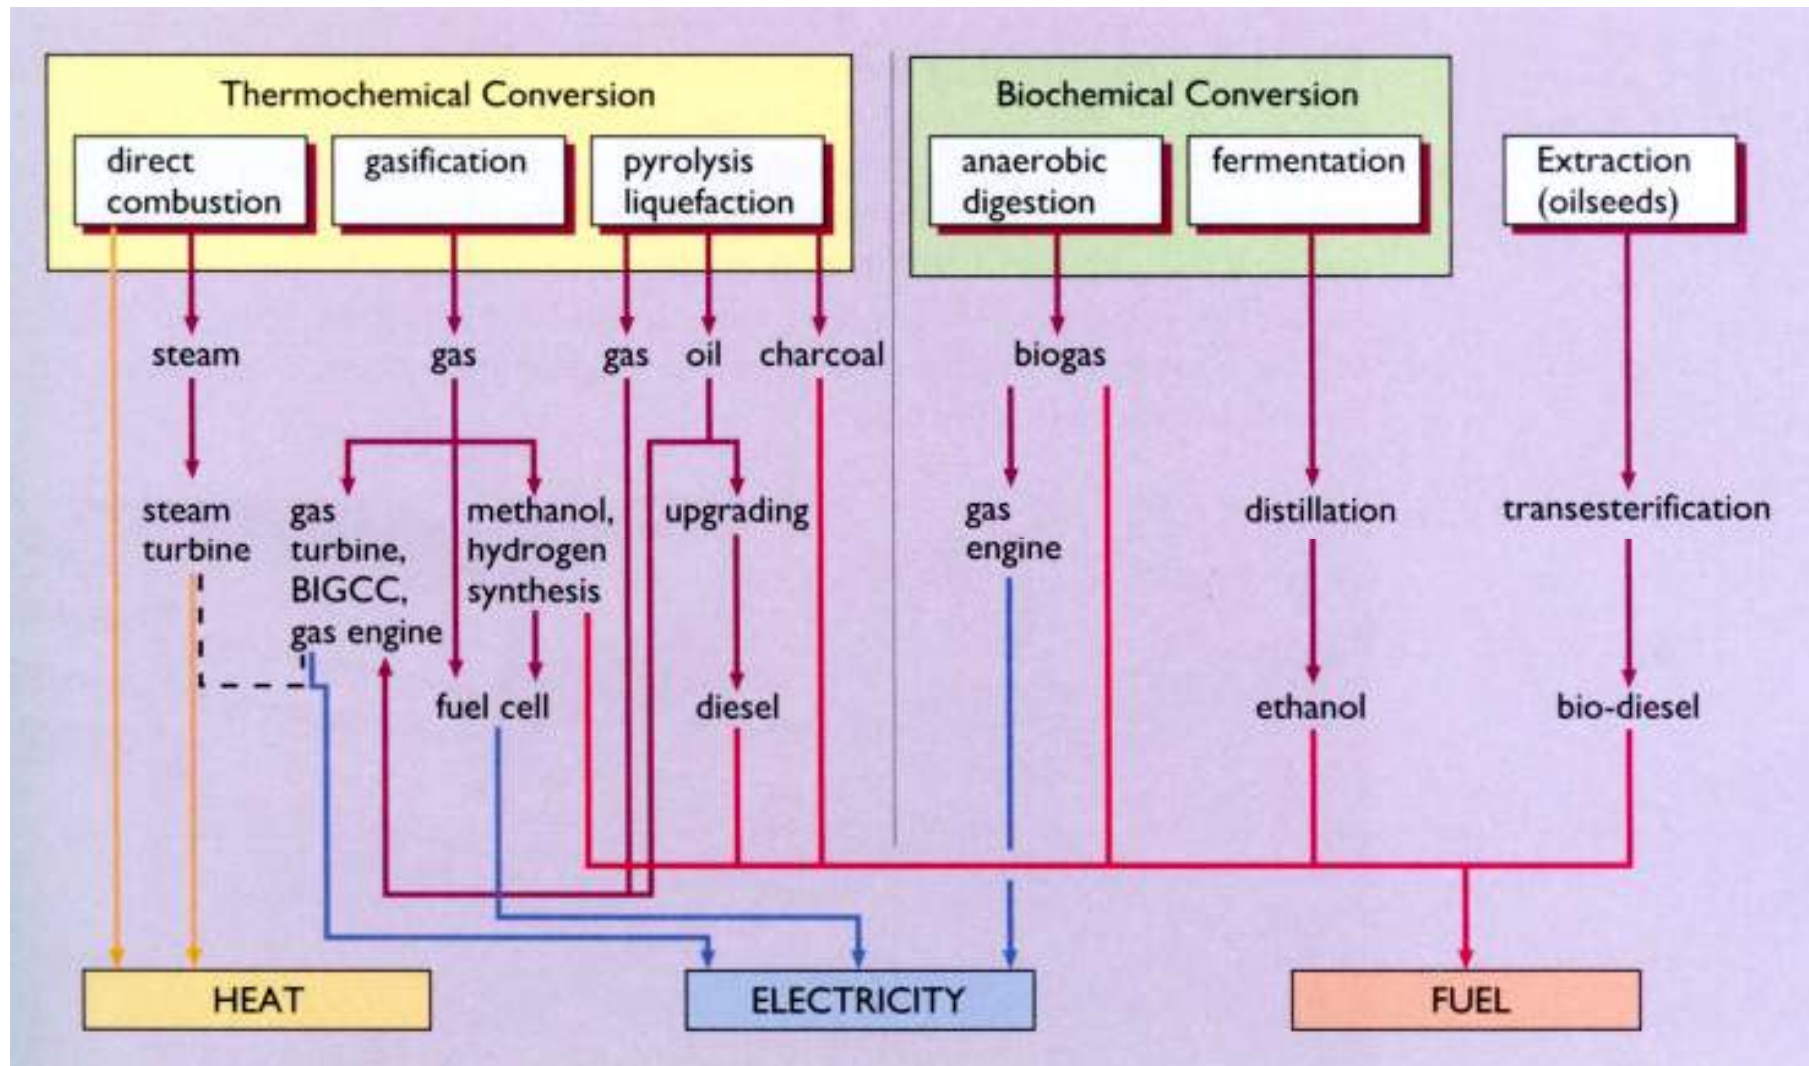 Thermochemical Conversion
direct
combustion
gasification
pyrolysis
liquefaction
Biochemical Conversion
anaerobic
digestion
fermentation
Extraction
(oilseeds)
steam
gas
gas
oil
charcoal
biogas
steam
turbine
gas
turbine,
BIGCC,
gas engine
methanol,
hydrogen
synthesis
upgrading
gas
engine
distillation
transesterification
fuel cell
diesel
ethanol
bio-diesel
HEAT
ELECTRICITY
FUEL